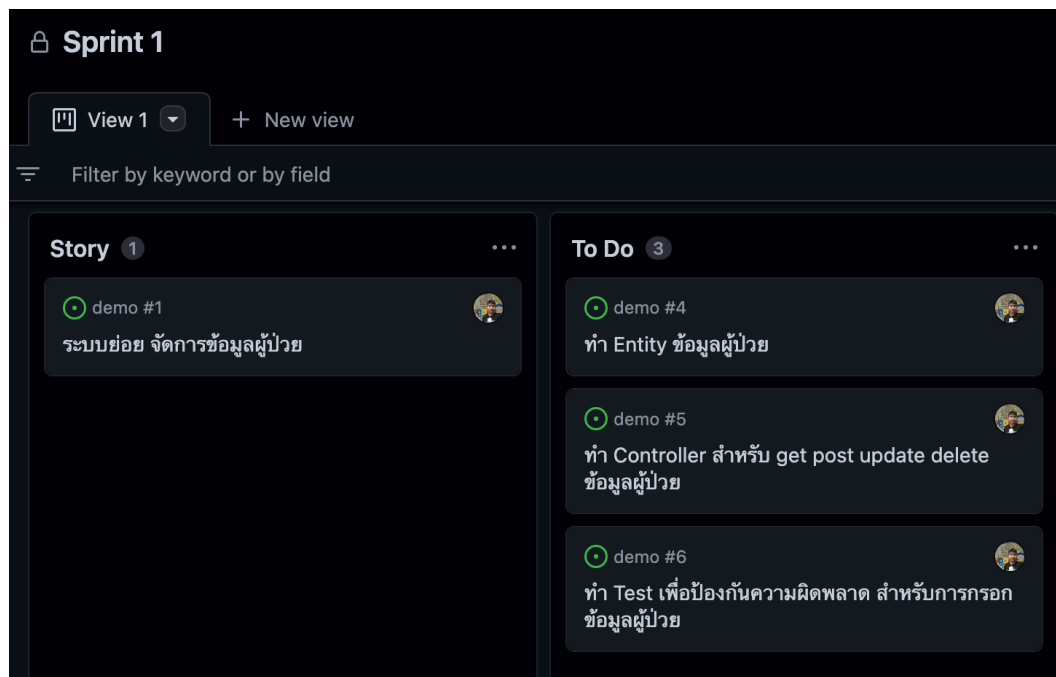 Sprint 1
View 1
New view
Filter by keyword or by field
Story 1
demo #1
ระบบย่อย จัดการข้อมูลผู้ป่วย
To Do 3
demo #4
ทำ Entity ข้อมูลผู้ป่วย
demo #5
ทำ Controller สำหรับ get post update delete
ข้อมูลผู้ป่วย
demo #6
ทำ Test เพื่อป้องกันความผิดพลาด สำหรับการกรอก
ข้อมูลผู้ป่วย